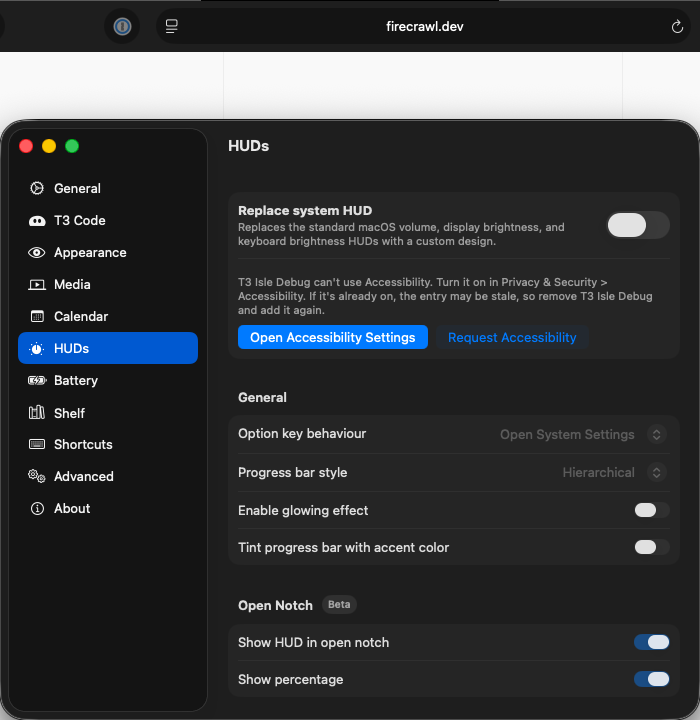 firecrawl.dev
HUDs
General
T3 Code
Appearance
Media
Calendar
HUDs
Battery
Shelf
Shortcuts
Advanced
About
Replace system HUD
Replaces the standard macOS volume, display brightness, and
keyboard brightness HUDs with a custom design.
T3 Isle Debug can't use Accessibility. Turn it on in Privacy & Security >
Accessibility. If it's already on, the entry may be stale, so remove T3 Isle Debug
and add it again.
Open Accessibility Settings
Request Accessibility
General
Option key behaviour
Open System Settings
Progress bar style
Hierarchical
Enable glowing effect
Tint progress bar with accent color
Open Notch Beta
Show HUD in open notch
Show percentage